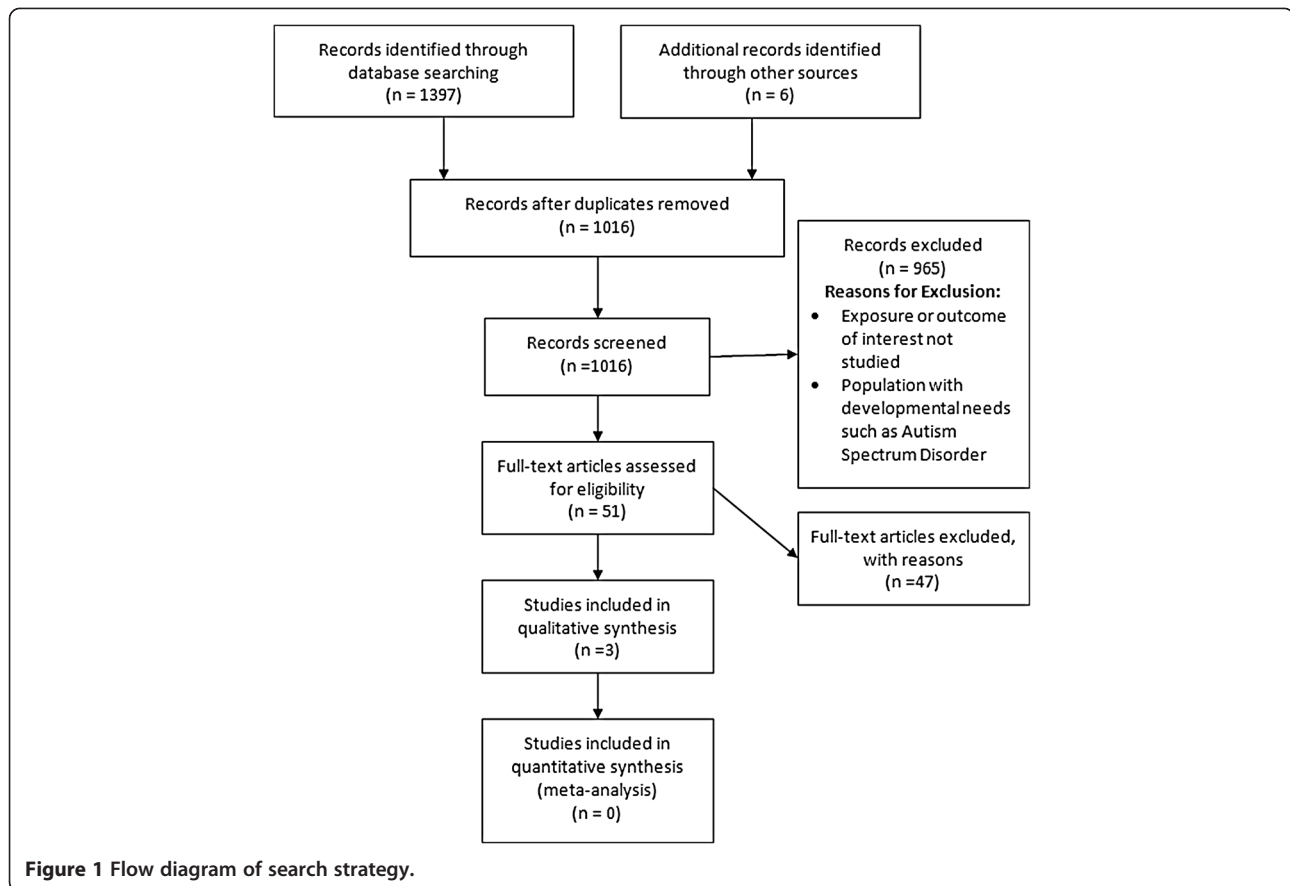 Records identified through
database searching
(n = 1397)
Additional records identified
through other sources
(n = 6)
Records after duplicates removed
(n = 1016)
Records excluded
(n = 965)
Reasons for Exclusion:
• Exposure or outcome
of interest not
studied
• Population with
developmental needs
such as Autism
Spectrum Disorder
Records screened
(n =1016)
Full-text articles assessed
for eligibility
(n = 51)
Full-text articles excluded,
with reasons
(n =47)
Studies included in
qualitative synthesis
(n =3)
Studies included in
quantitative synthesis
(meta-analysis)
(n = 0)
Figure 1 Flow diagram of search strategy.